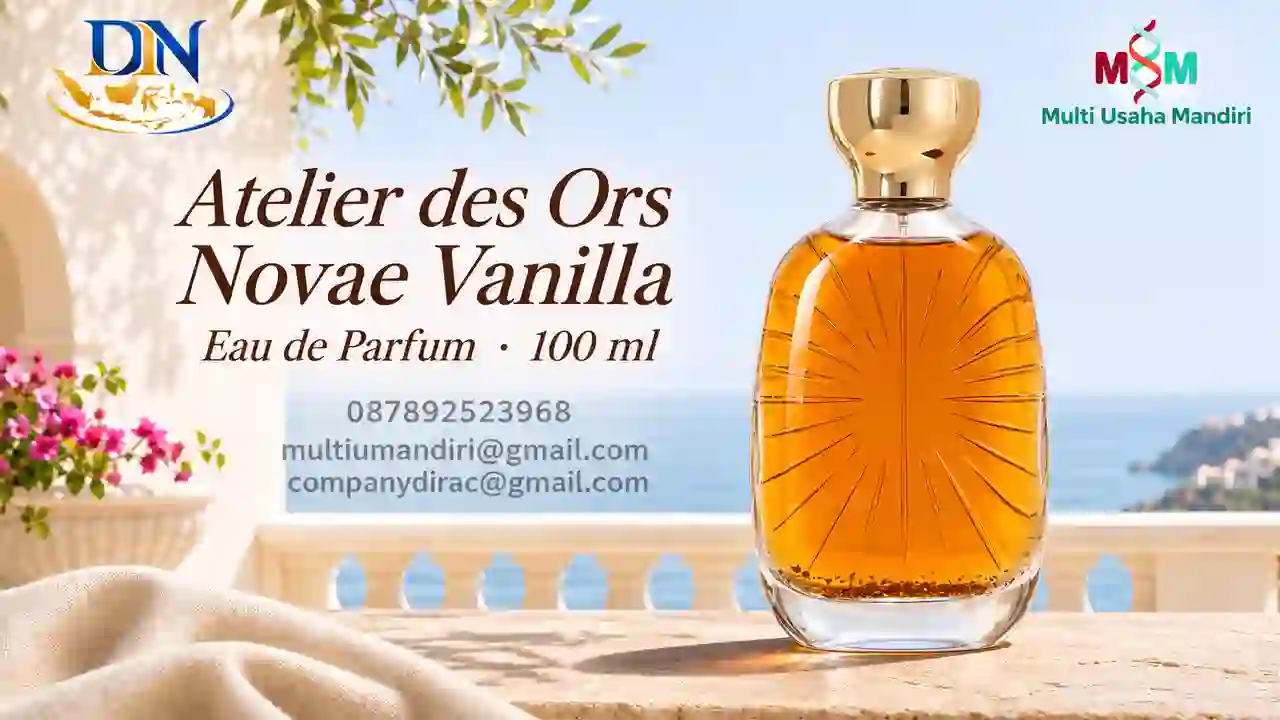 DN
MSM
Multi Usaha Mandiri
Atelier des Ors
Novae Vanilla
Eau de Parfum · 100 ml
087892523968
multiumandiri@gmail.com
companydirac@gmail.com